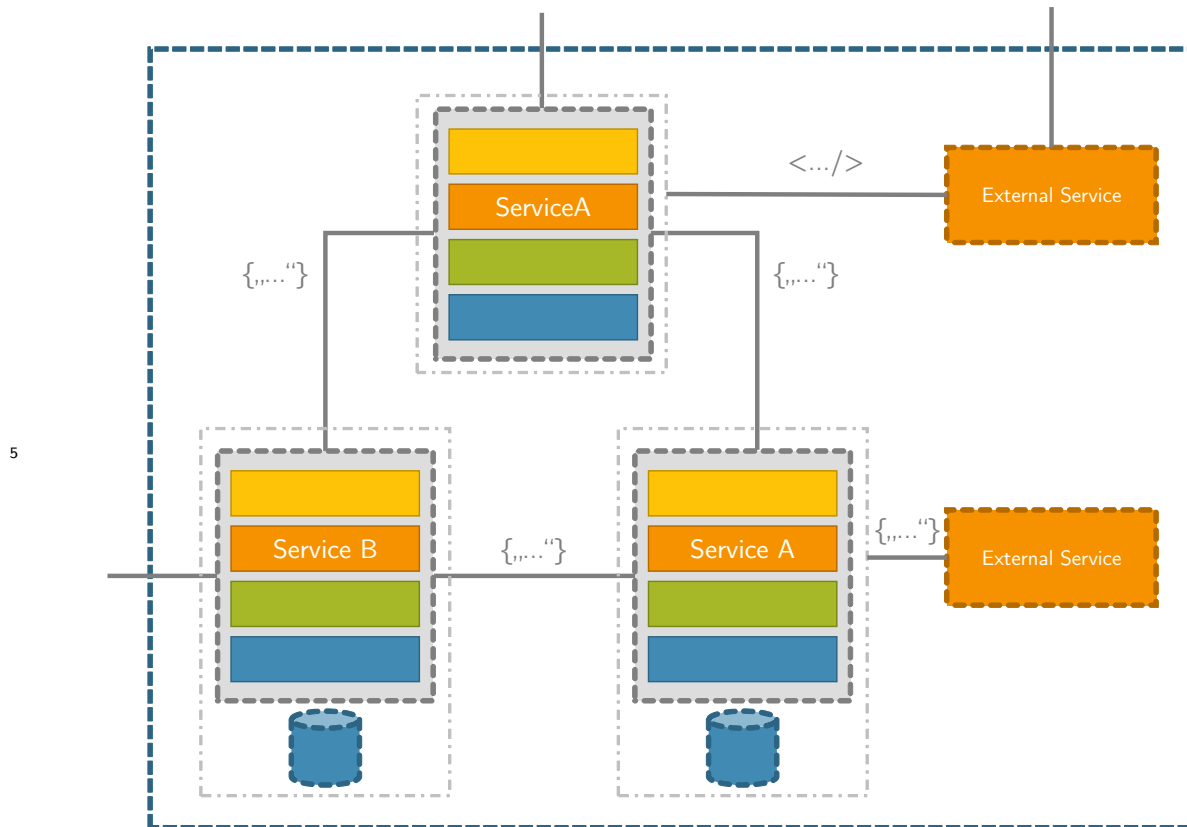 <.../>
ServiceA
External Service
{„...“}
{„...“}
5
{„...“}
Service B
{„...“}
Service A
External Service